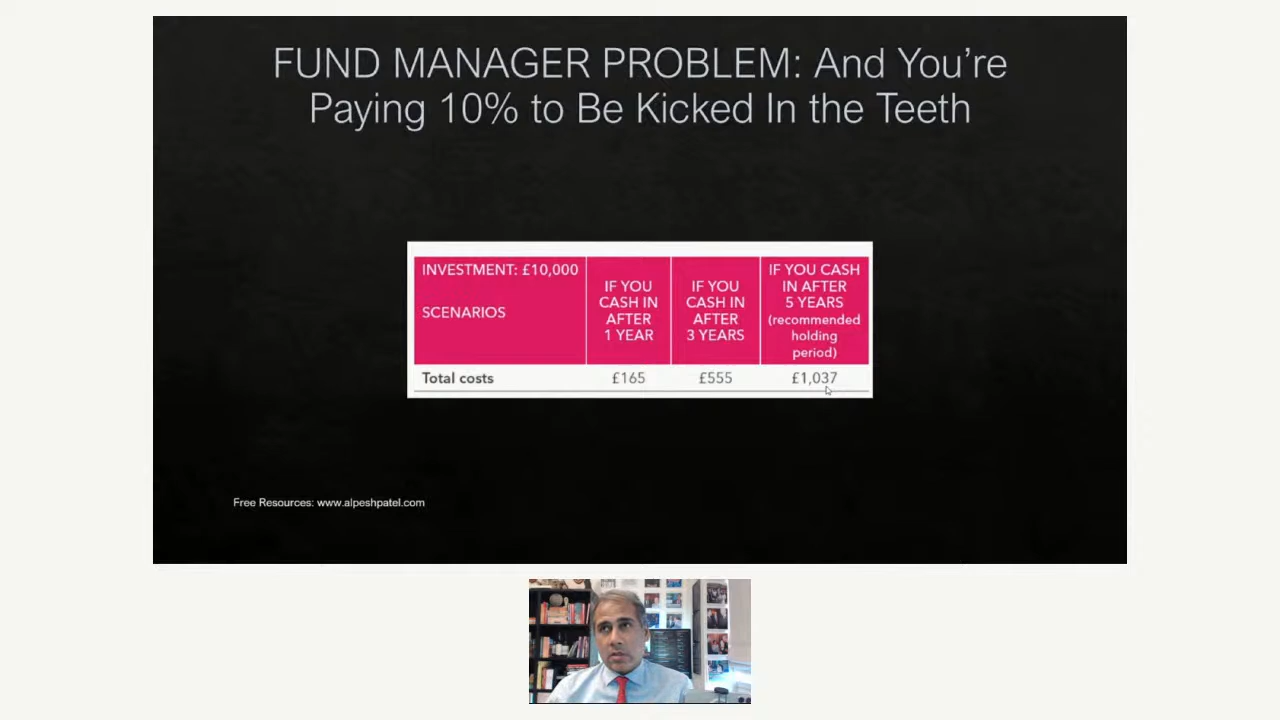 FUND MANAGER PROBLEM: And You're
Paying 10% to Be Kicked In the Teeth
INVESTMENT: £10,000
SCENARIOS
IF YOU
CASH IN
AFTER
1 YEAR
IF YOU
CASH IN
AFTER
3 YEARS
IF YOU CASH
IN AFTER
5 YEARS
(recommended
holding
period)
Total costs £165 £555 £1,037
Free Resources: www.alpeshpatel.com